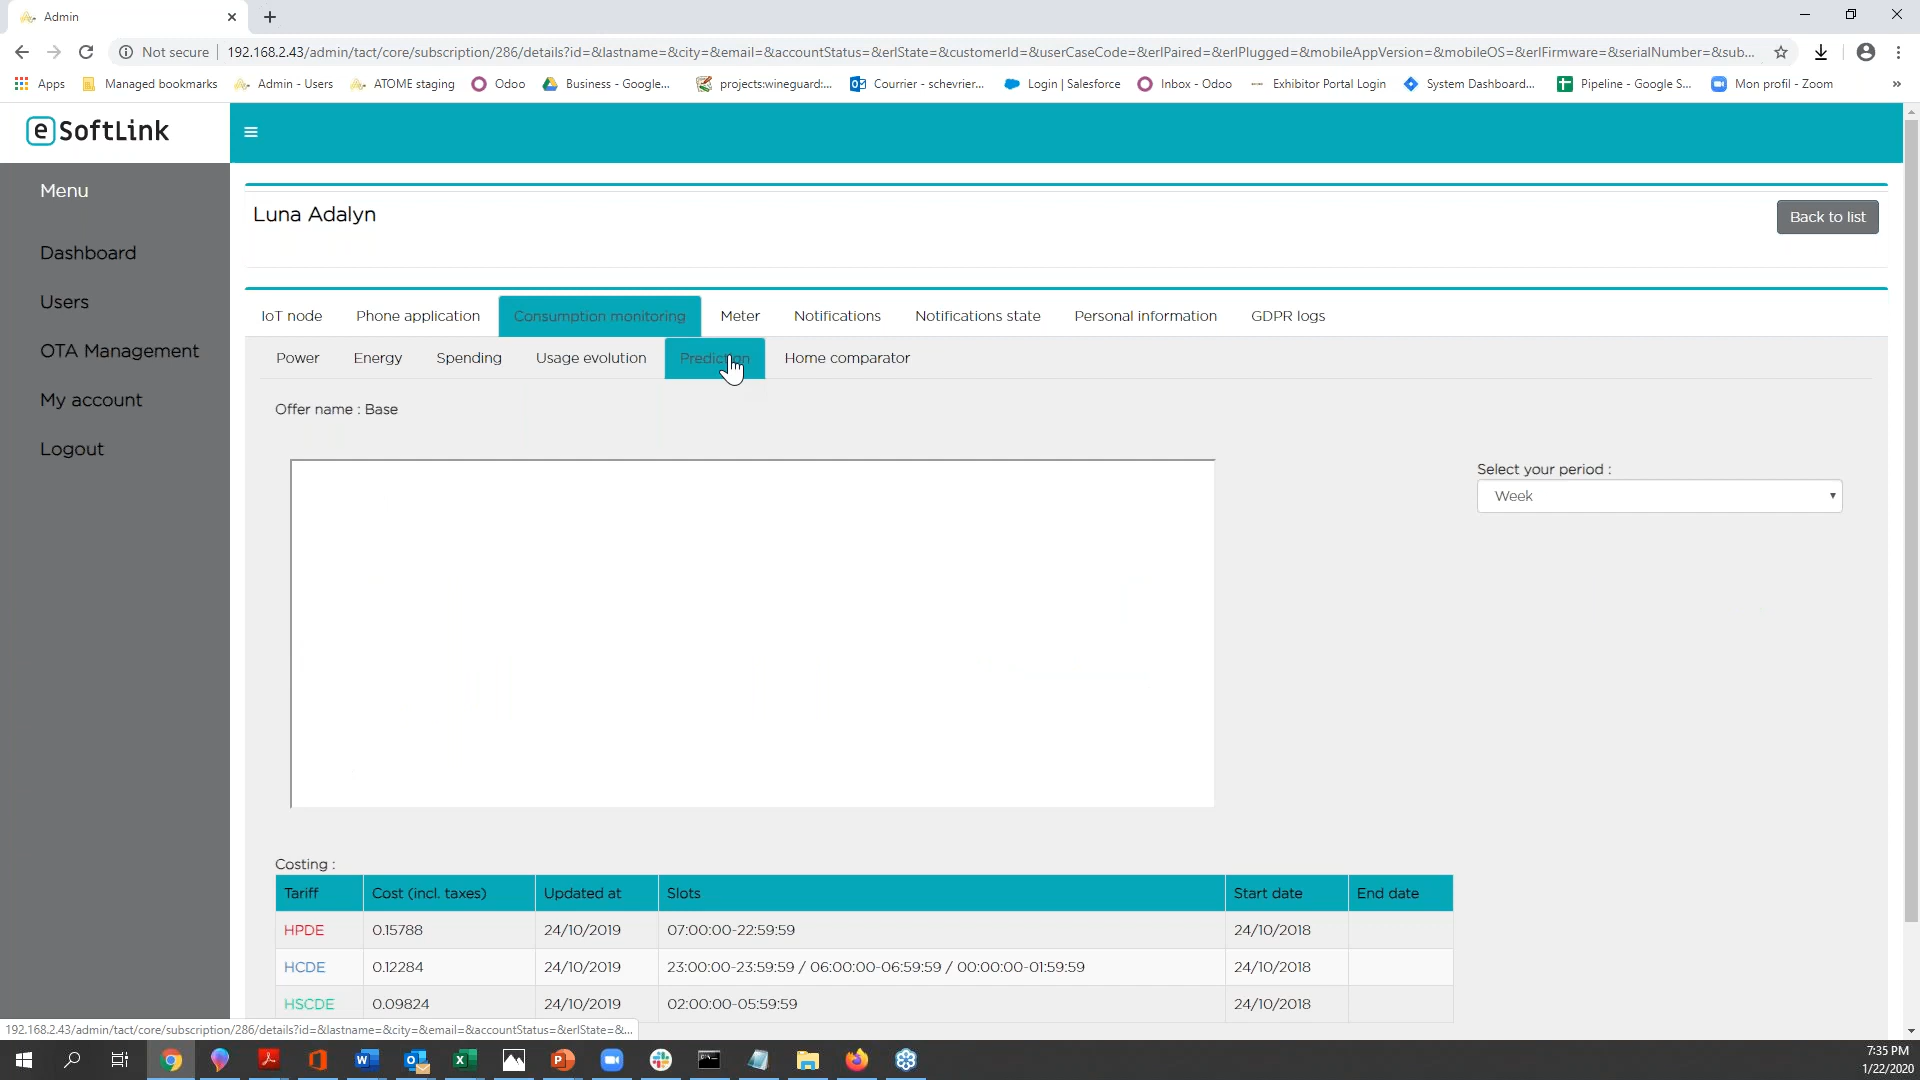 Admin
Not secure
192.168.2.43/admin/tact/core/subscription/286/details?id=&lastname=&city=&email=&accountStatus=&erlState=&customerId=&userCaseCode=&erlPaired=&erlPlugged=&mobileAppVersion=&mobileOS=&erlFirmware=&serialNumber=&sub...
Apps Managed bookmarks Admin - Users ATOME staging Odoo Business - Google... projects:wineguard:... Courrier - schevrier... Login | Salesforce Inbox - Odoo Exhibitor Portal Login System Dashboard... Pipeline - Google S... Mon profil - Zoom »
eSoftLink
Menu
Dashboard
Users
OTA Management
My account
Logout
Luna Adalyn
Back to list
IoT node Phone application Consumption monitoring Meter Notifications Notifications state Personal information GDPR logs
Power Energy Spending Usage evolution Prediction Home comparator
Offer name : Base
Select your period :
Week
Costing :
Tariff Cost (incl. taxes) Updated at Slots Start date End date
HPDE 0.15788 24/10/2019 07:00:00-22:59:59 24/10/2018
HCDE 0.12284 24/10/2019 23:00:00-23:59:59 / 06:00:00-06:59:59 / 00:00:00-01:59:59 24/10/2018
HSCDE 0.09824 24/10/2019 02:00:00-05:59:59 24/10/2018
192.168.2.43/admin/tact/core/subscription/286/details?id=&lastname=&city=&email=&accountStatus=&erlState=&...
7:35 PM
1/22/2020